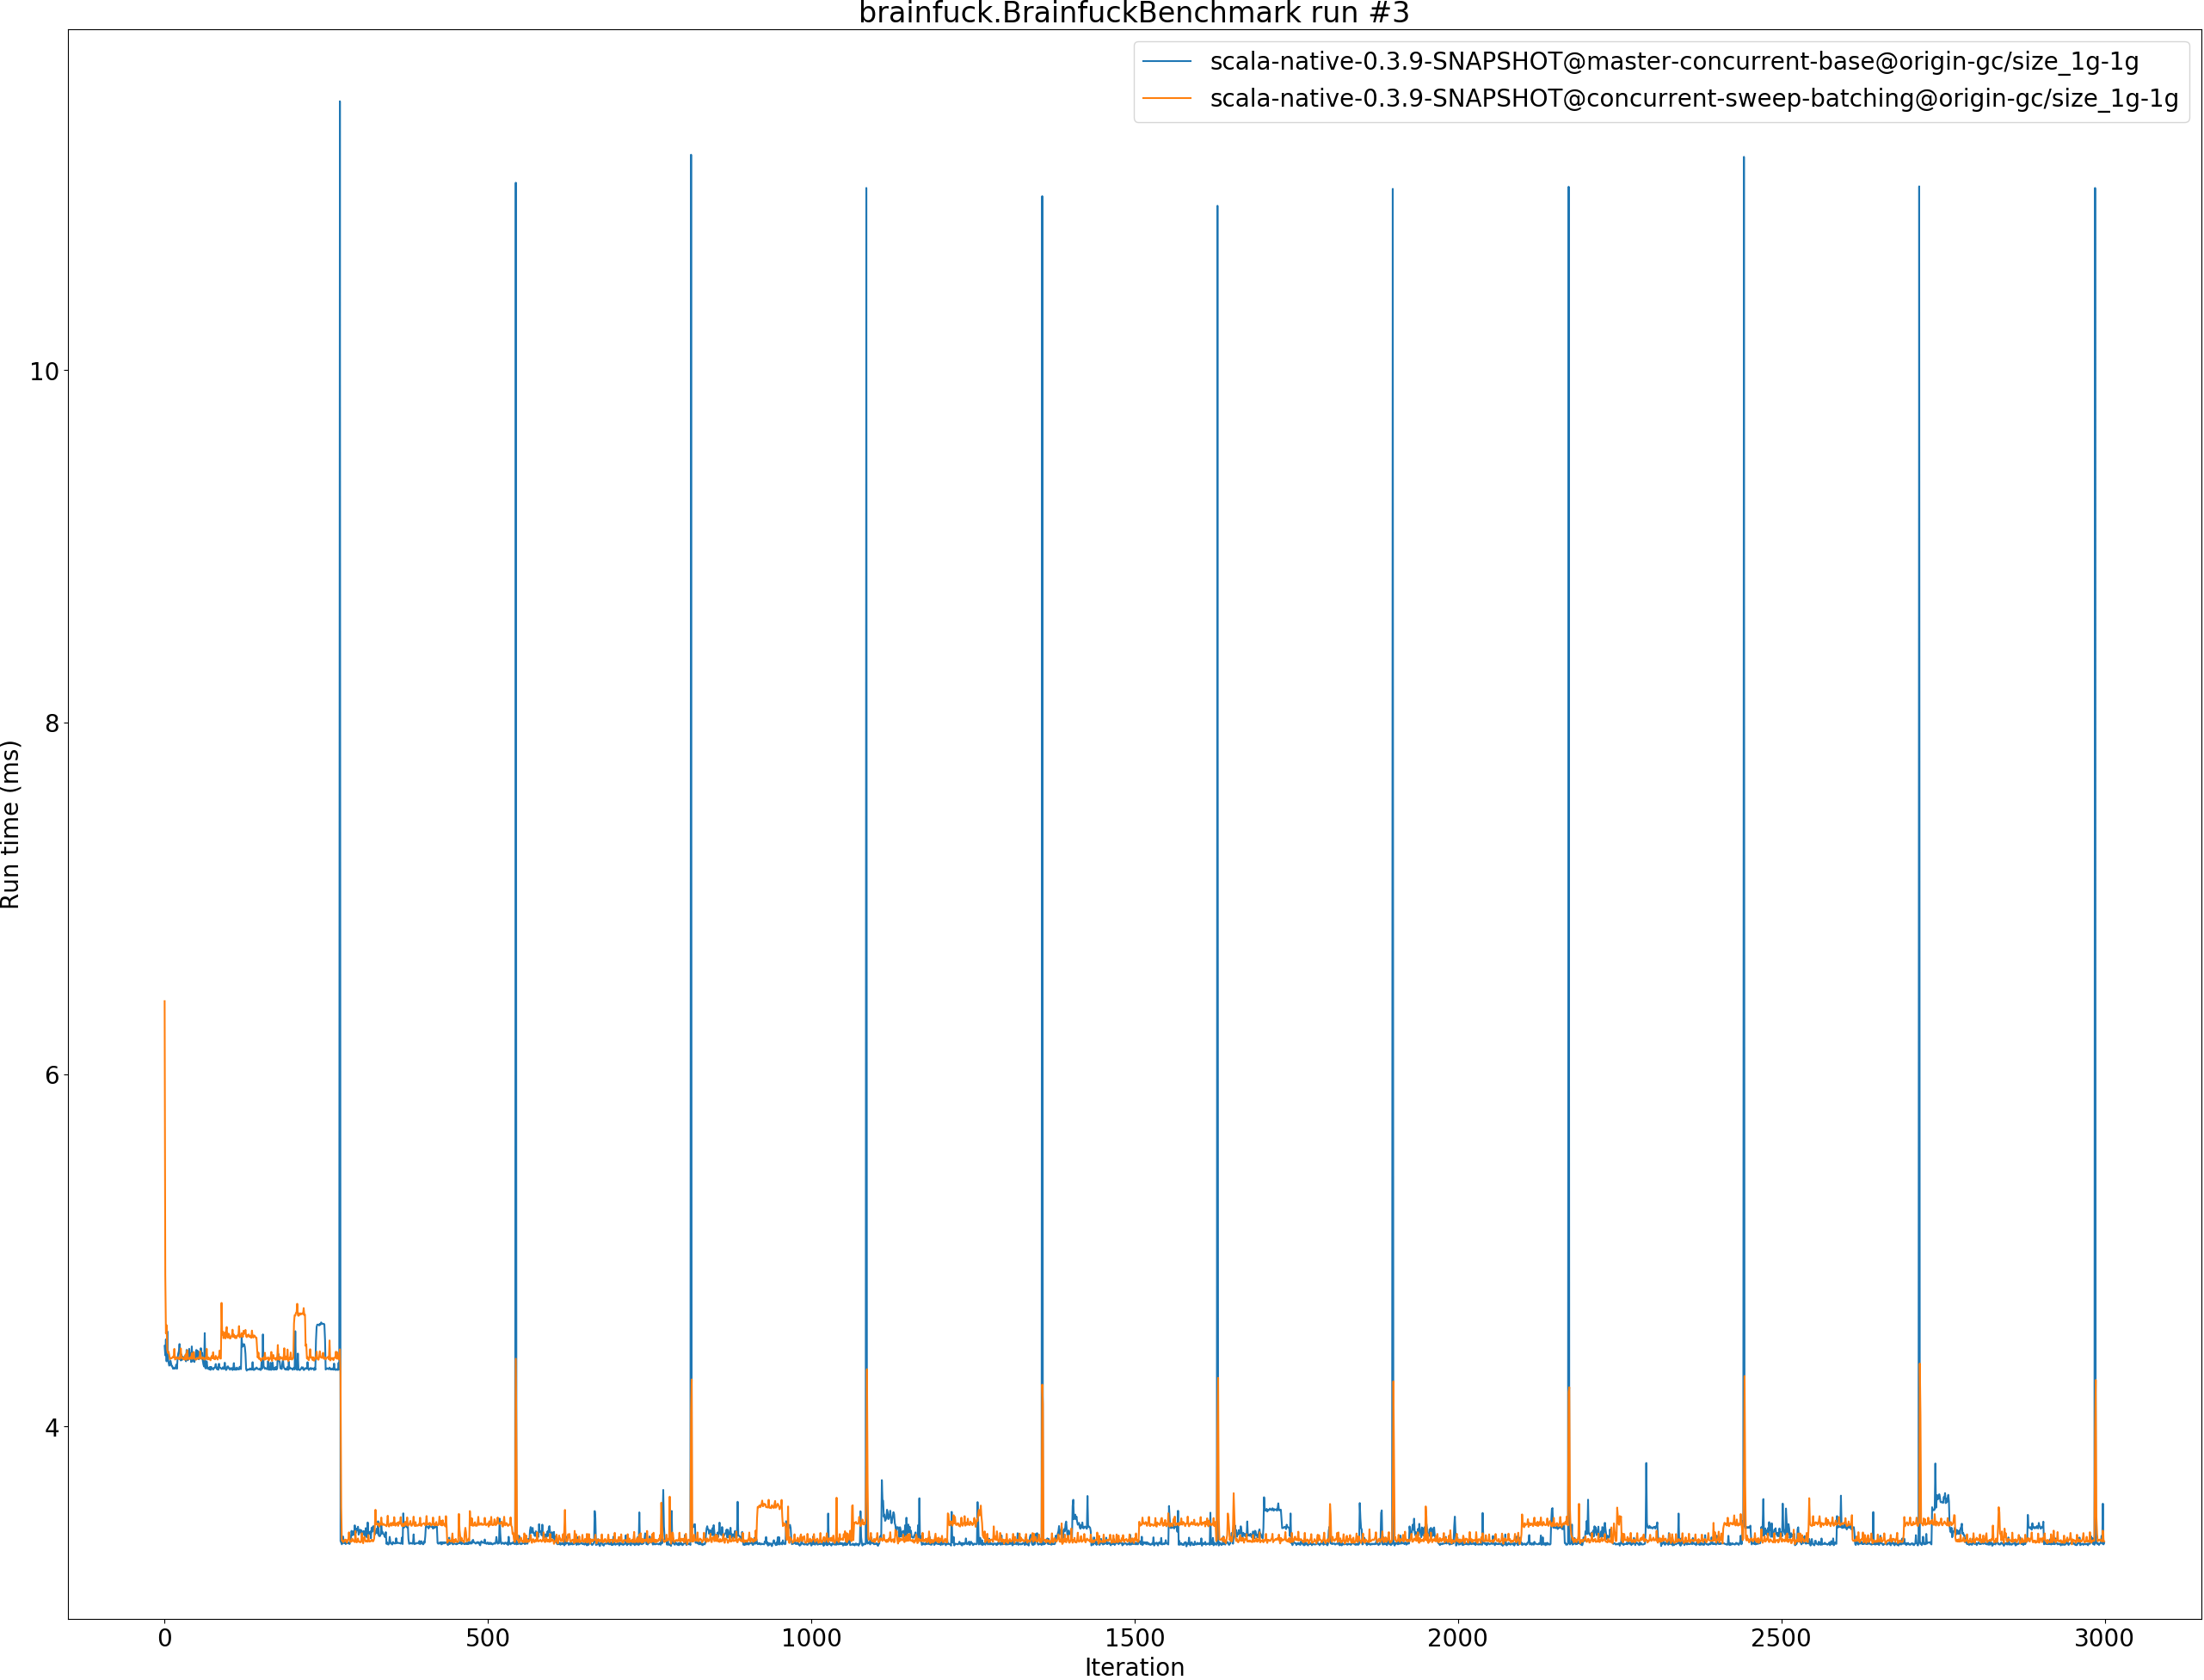 brainfuck.BrainfuckBenchmark run #3
scala-native-0.3.9-SNAPSHOT@master-concurrent-base@origin-gc/size_1g-1g
scala-native-0.3.9-SNAPSHOT@concurrent-sweep-batching@origin-gc/size_1g-1g
Run time (ms)
10
8
6
4
0
500
1000
1500
2000
2500
3000
Iteration